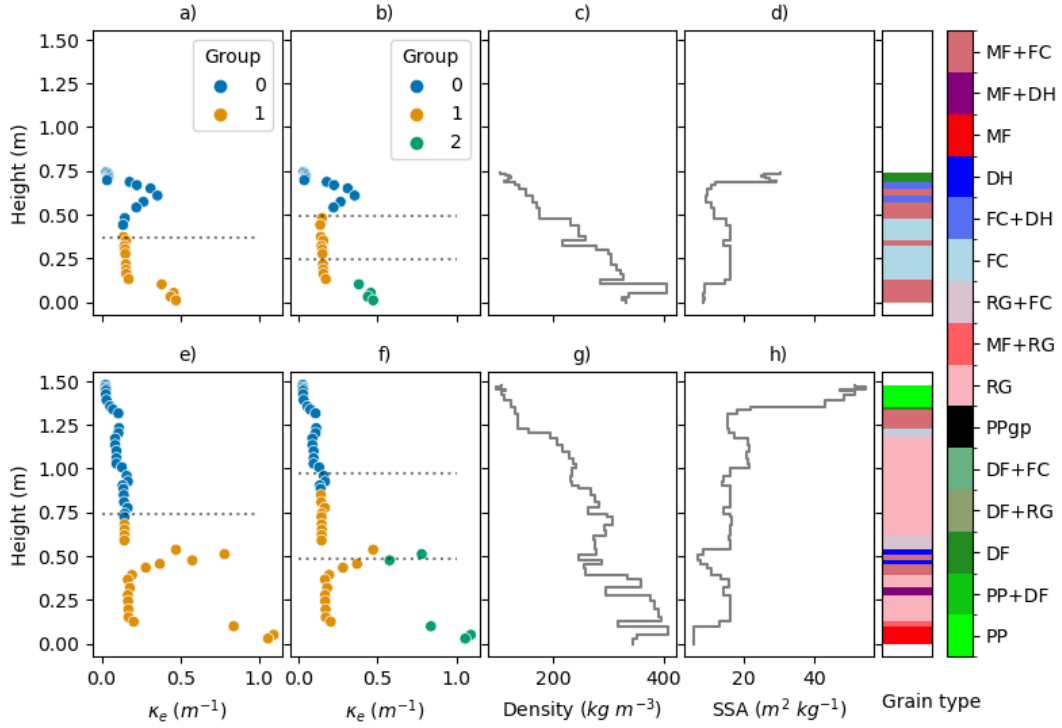 a)
b)
c)
d)
Height (m)
1.50
1.25
1.00
0.75
0.50
0.25
0.00
Group
0
1
Group
0
1
2
e)
f)
g)
h)
Height (m)
1.50
1.25
1.00
0.75
0.50
0.25
0.00
0.0 0.5 1.0
0.0 0.5 1.0
200 400
20 40
κₑ (m⁻¹)
κₑ (m⁻¹)
Density (kg m⁻³)
SSA (m² kg⁻¹)
Grain type
MF+FC
MF+DH
MF
DH
FC+DH
FC
RG+FC
MF+RG
RG
PPgp
DF+FC
DF+RG
DF
PP+DF
PP